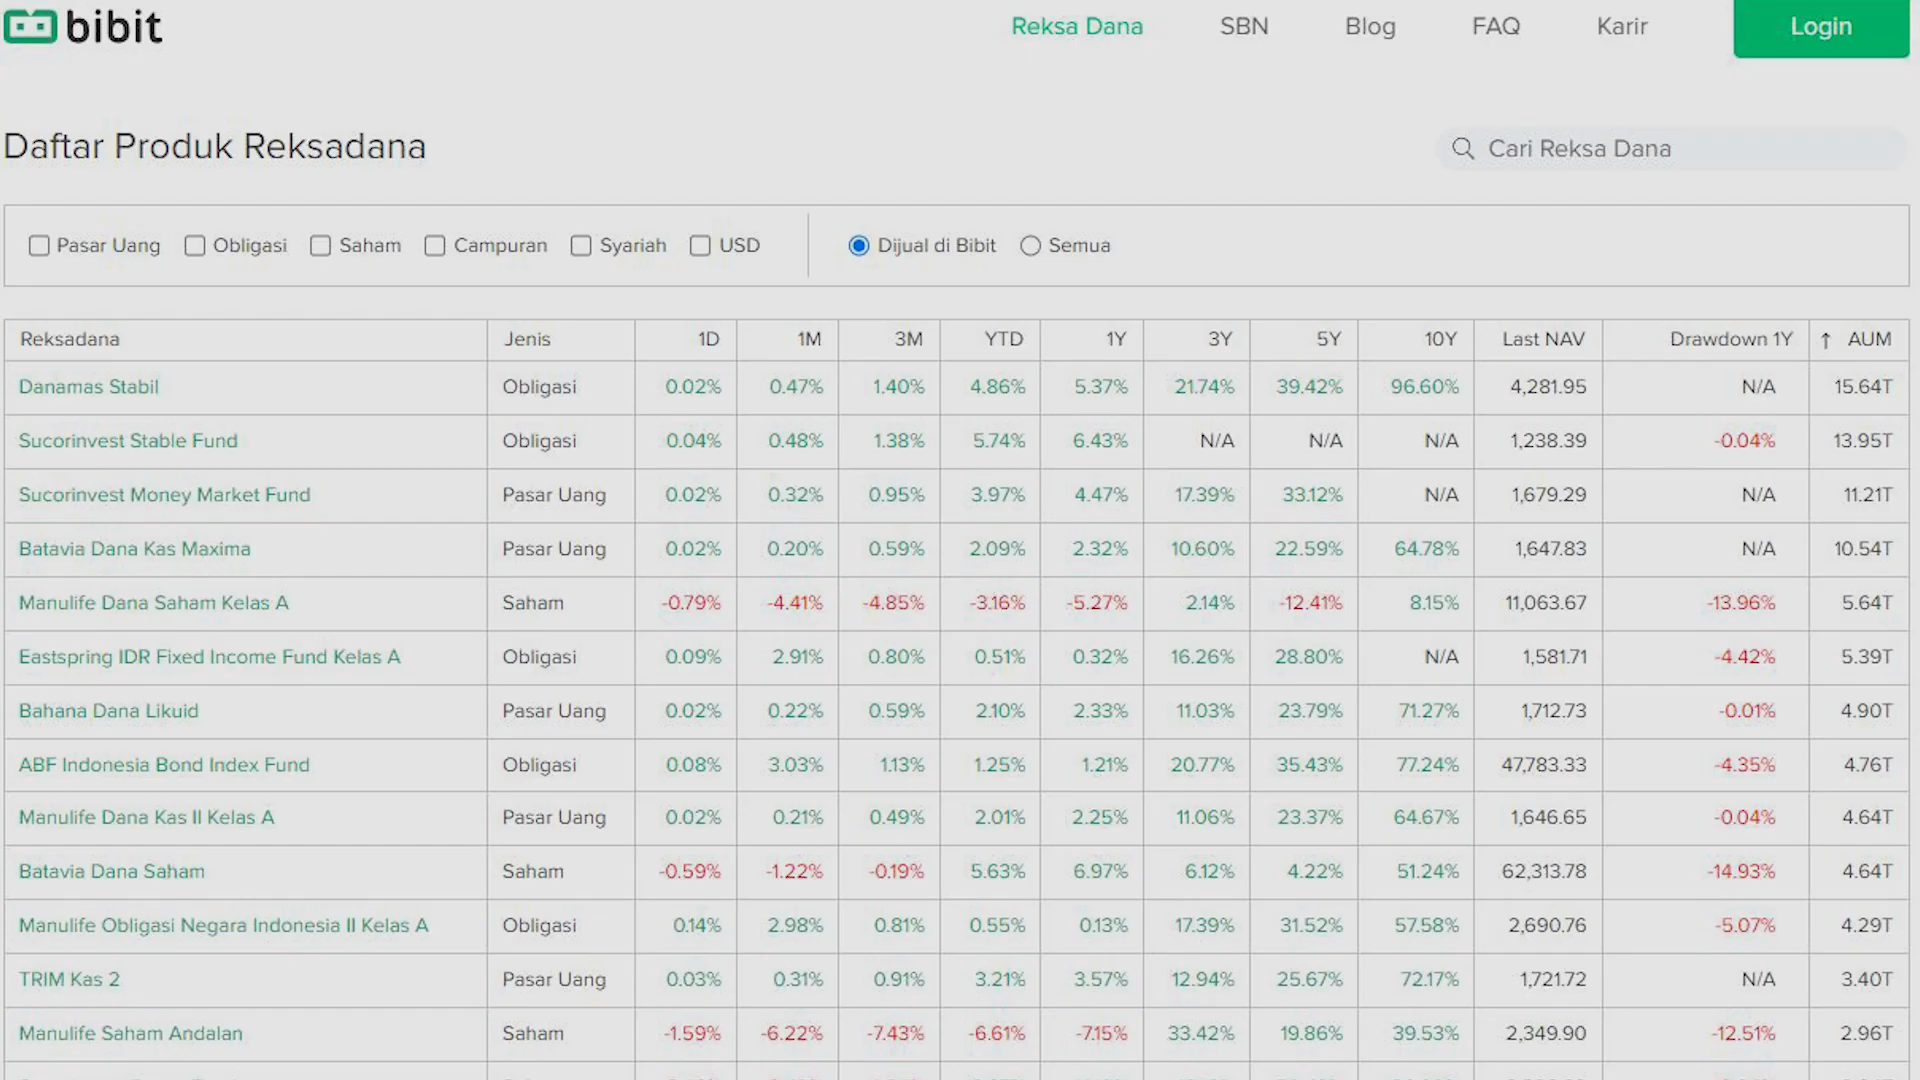 bibit
Reksa Dana SBN Blog FAQ Karir Login
Daftar Produk Reksadana
Cari Reksa Dana
Pasar Uang Obligasi Saham Campuran Syariah USD Dijual di Bibit Semua
Reksadana Jenis 1D 1M 3M YTD 1Y 3Y 5Y 10Y Last NAV Drawdown 1Y ↑ AUM
Danamas Stabil Obligasi 0.02% 0.47% 1.40% 4.86% 5.37% 21.74% 39.42% 96.60% 4,281.95 N/A 15.64T
Sucorinvest Stable Fund Obligasi 0.04% 0.48% 1.38% 5.74% 6.43% N/A N/A N/A 1,238.39 -0.04% 13.95T
Sucorinvest Money Market Fund Pasar Uang 0.02% 0.32% 0.95% 3.97% 4.47% 17.39% 33.12% N/A 1,679.29 N/A 11.21T
Batavia Dana Kas Maxima Pasar Uang 0.02% 0.20% 0.59% 2.09% 2.32% 10.60% 22.59% 64.78% 1,647.83 N/A 10.54T
Manulife Dana Saham Kelas A Saham -0.79% -4.41% -4.85% -3.16% -5.27% 2.14% -12.41% 8.15% 11,063.67 -13.96% 5.64T
Eastspring IDR Fixed Income Fund Kelas A Obligasi 0.09% 2.91% 0.80% 0.51% 0.32% 16.26% 28.80% N/A 1,581.71 -4.42% 5.39T
Bahana Dana Likuid Pasar Uang 0.02% 0.22% 0.59% 2.10% 2.33% 11.03% 23.79% 71.27% 1,712.73 -0.01% 4.90T
ABF Indonesia Bond Index Fund Obligasi 0.08% 3.03% 1.13% 1.25% 1.21% 20.77% 35.43% 77.24% 47,783.33 -4.35% 4.76T
Manulife Dana Kas II Kelas A Pasar Uang 0.02% 0.21% 0.49% 2.01% 2.25% 11.06% 23.37% 64.67% 1,646.65 -0.04% 4.64T
Batavia Dana Saham Saham -0.59% -1.22% -0.19% 5.63% 6.97% 6.12% 4.22% 51.24% 62,313.78 -14.93% 4.64T
Manulife Obligasi Negara Indonesia II Kelas A Obligasi 0.14% 2.98% 0.81% 0.55% 0.13% 17.39% 31.52% 57.58% 2,690.76 -5.07% 4.29T
TRIM Kas 2 Pasar Uang 0.03% 0.31% 0.91% 3.21% 3.57% 12.94% 25.67% 72.17% 1,721.72 N/A 3.40T
Manulife Saham Andalan Saham -1.59% -6.22% -7.43% -6.61% -7.15% 33.42% 19.86% 39.53% 2,349.90 -12.51% 2.96T